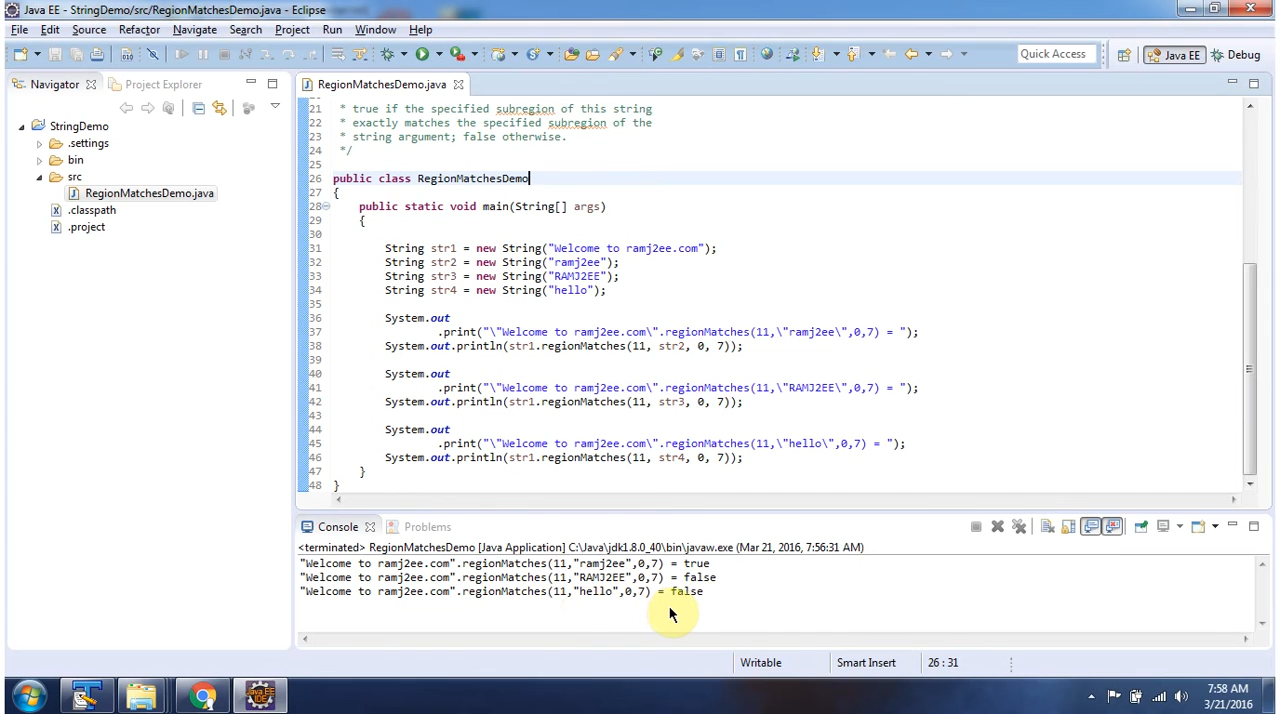 Java EE - StringDemo/src/RegionMatchesDemo.java - Eclipse
File Edit Source Refactor Navigate Search Project Run Window Help
Quick Access Java EE Debug
Navigator Project Explorer
RegionMatchesDemo.java
StringDemo
.settings
bin
src
RegionMatchesDemo.java
.classpath
.project
21 * true if the specified subregion of this string
22 * exactly matches the specified subregion of the
23 * string argument; false otherwise.
24 */
25
26 public class RegionMatchesDemo
27 {
28 public static void main(String[] args)
29 {
30
31 String str1 = new String("Welcome to ramj2ee.com");
32 String str2 = new String("ramj2ee");
33 String str3 = new String("RAMJ2EE");
34 String str4 = new String("hello");
35
36 System.out
37 .print("\"Welcome to ramj2ee.com\".regionMatches(11,\"ramj2ee\",0,7) = ");
38 System.out.println(str1.regionMatches(11, str2, 0, 7));
39
40 System.out
41 .print("\"Welcome to ramj2ee.com\".regionMatches(11,\"RAMJ2EE\",0,7) = ");
42 System.out.println(str1.regionMatches(11, str3, 0, 7));
43
44 System.out
45 .print("\"Welcome to ramj2ee.com\".regionMatches(11,\"hello\",0,7) = ");
46 System.out.println(str1.regionMatches(11, str4, 0, 7));
47 }
48 }
Console Problems
<terminated> RegionMatchesDemo [Java Application] C:\Java\jdk1.8.0_40\bin\javaw.exe (Mar 21, 2016, 7:56:31 AM)
"Welcome to ramj2ee.com".regionMatches(11,"ramj2ee",0,7) = true
"Welcome to ramj2ee.com".regionMatches(11,"RAMJ2EE",0,7) = false
"Welcome to ramj2ee.com".regionMatches(11,"hello",0,7) = false
Writable Smart Insert 26 : 31
Java EE
IDE
7:58 AM
3/21/2016